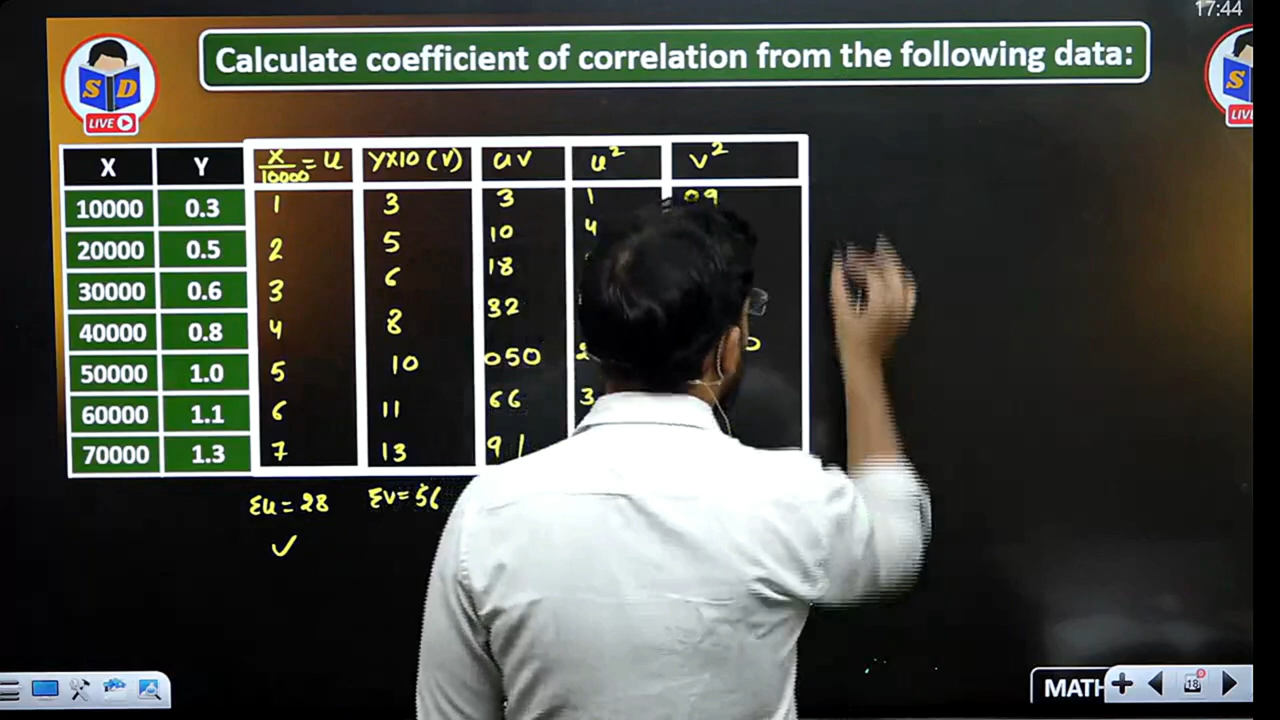 17:44
Calculate coefficient of correlation from the following data:
S D
LIVE
S
X Y X/10000 = u Y×10 (V) uv u² v²
10000 0.3 1 3 3 1 09
20000 0.5 2 5 10 4
30000 0.6 3 6 18
40000 0.8 4 8 32
50000 1.0 5 10 050
60000 1.1 6 11 66 3
70000 1.3 7 13 91
Σu = 28 Σv = 56
✓
MATH
18